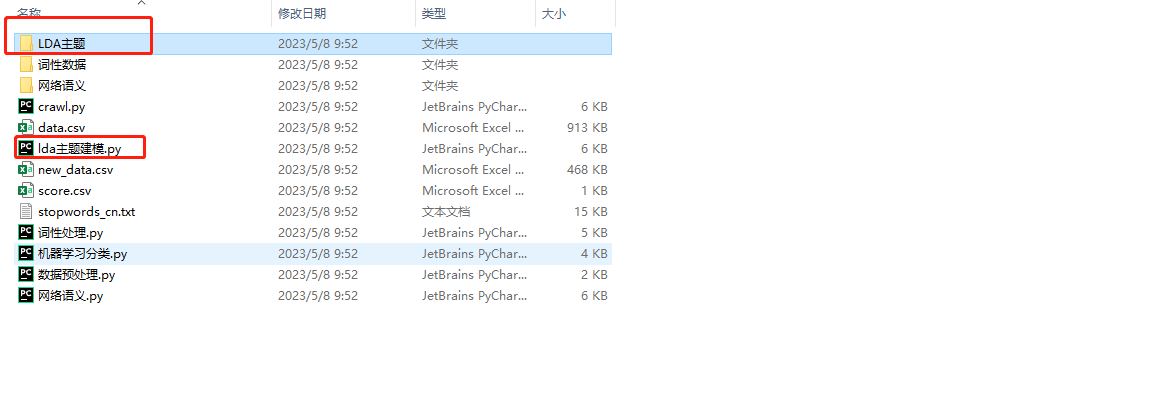 名称 修改日期 类型 大小
LDA主题 2023/5/8 9:52 文件夹
词性数据 2023/5/8 9:52 文件夹
网络语义 2023/5/8 9:52 文件夹
PC crawl.py 2023/5/8 9:52 JetBrains PyChar... 6 KB
data.csv 2023/5/8 9:52 Microsoft Excel ... 913 KB
PC lda主题建模.py 2023/5/8 9:52 JetBrains PyChar... 6 KB
new_data.csv 2023/5/8 9:52 Microsoft Excel ... 468 KB
score.csv 2023/5/8 9:52 Microsoft Excel ... 1 KB
stopwords_cn.txt 2023/5/8 9:52 文本文档 15 KB
PC 词性处理.py 2023/5/8 9:52 JetBrains PyChar... 5 KB
PC 机器学习分类.py 2023/5/8 9:52 JetBrains PyChar... 4 KB
PC 数据预处理.py 2023/5/8 9:52 JetBrains PyChar... 2 KB
PC 网络语义.py 2023/5/8 9:52 JetBrains PyChar... 6 KB